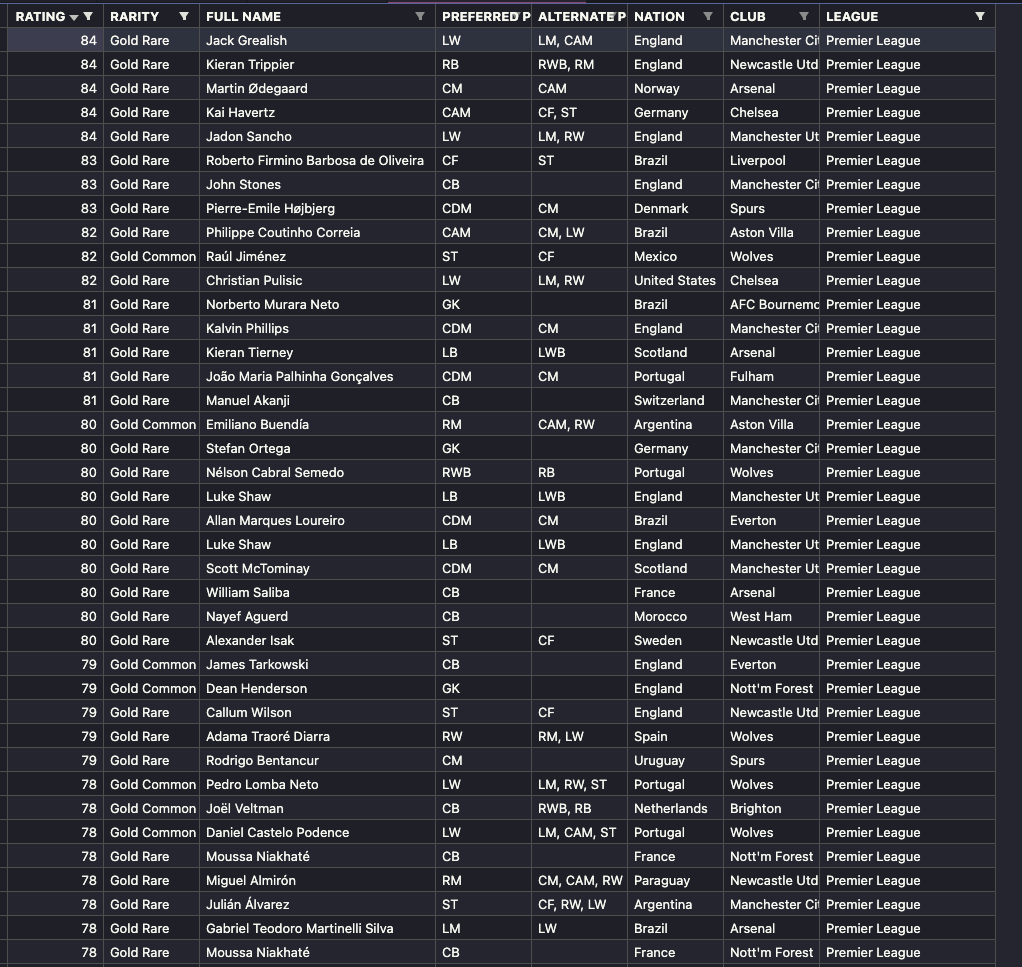 RATING RARITY FULL NAME PREFERRED P ALTERNATE P NATION CLUB LEAGUE
84 Gold Rare Jack Grealish LW LM, CAM England Manchester Cit Premier League
84 Gold Rare Kieran Trippier RB RWB, RM England Newcastle Utd Premier League
84 Gold Rare Martin Ødegaard CM CAM Norway Arsenal Premier League
84 Gold Rare Kai Havertz CAM CF, ST Germany Chelsea Premier League
84 Gold Rare Jadon Sancho LW LM, RW England Manchester Ut Premier League
83 Gold Rare Roberto Firmino Barbosa de Oliveira CF ST Brazil Liverpool Premier League
83 Gold Rare John Stones CB England Manchester Cit Premier League
83 Gold Rare Pierre-Emile Højbjerg CDM CM Denmark Spurs Premier League
82 Gold Rare Philippe Coutinho Correia CAM CM, LW Brazil Aston Villa Premier League
82 Gold Common Raúl Jiménez ST CF Mexico Wolves Premier League
82 Gold Rare Christian Pulisic LW LM, RW United States Chelsea Premier League
81 Gold Rare Norberto Murara Neto GK Brazil AFC Bournemo Premier League
81 Gold Rare Kalvin Phillips CDM CM England Manchester Cit Premier League
81 Gold Rare Kieran Tierney LB LWB Scotland Arsenal Premier League
81 Gold Rare João Maria Palhinha Gonçalves CDM CM Portugal Fulham Premier League
81 Gold Rare Manuel Akanji CB Switzerland Manchester Cit Premier League
80 Gold Common Emiliano Buendía RM CAM, RW Argentina Aston Villa Premier League
80 Gold Rare Stefan Ortega GK Germany Manchester Cit Premier League
80 Gold Rare Nélson Cabral Semedo RWB RB Portugal Wolves Premier League
80 Gold Rare Luke Shaw LB LWB England Manchester Ut Premier League
80 Gold Rare Allan Marques Loureiro CDM CM Brazil Everton Premier League
80 Gold Rare Luke Shaw LB LWB England Manchester Ut Premier League
80 Gold Rare Scott McTominay CDM CM Scotland Manchester Ut Premier League
80 Gold Rare William Saliba CB France Arsenal Premier League
80 Gold Rare Nayef Aguerd CB Morocco West Ham Premier League
80 Gold Rare Alexander Isak ST CF Sweden Newcastle Utd Premier League
79 Gold Common James Tarkowski CB England Everton Premier League
79 Gold Common Dean Henderson GK England Nott'm Forest Premier League
79 Gold Rare Callum Wilson ST CF England Newcastle Utd Premier League
79 Gold Rare Adama Traoré Diarra RW RM, LW Spain Wolves Premier League
79 Gold Rare Rodrigo Bentancur CM Uruguay Spurs Premier League
78 Gold Common Pedro Lomba Neto LW LM, RW, ST Portugal Wolves Premier League
78 Gold Common Joël Veltman CB RWB, RB Netherlands Brighton Premier League
78 Gold Common Daniel Castelo Podence LW LM, CAM, ST Portugal Wolves Premier League
78 Gold Rare Moussa Niakhaté CB France Nott'm Forest Premier League
78 Gold Rare Miguel Almirón RM CM, CAM, RW Paraguay Newcastle Utd Premier League
78 Gold Rare Julián Álvarez ST CF, RW, LW Argentina Manchester Cit Premier League
78 Gold Rare Gabriel Teodoro Martinelli Silva LM LW Brazil Arsenal Premier League
78 Gold Rare Moussa Niakhaté CB France Nott'm Forest Premier League